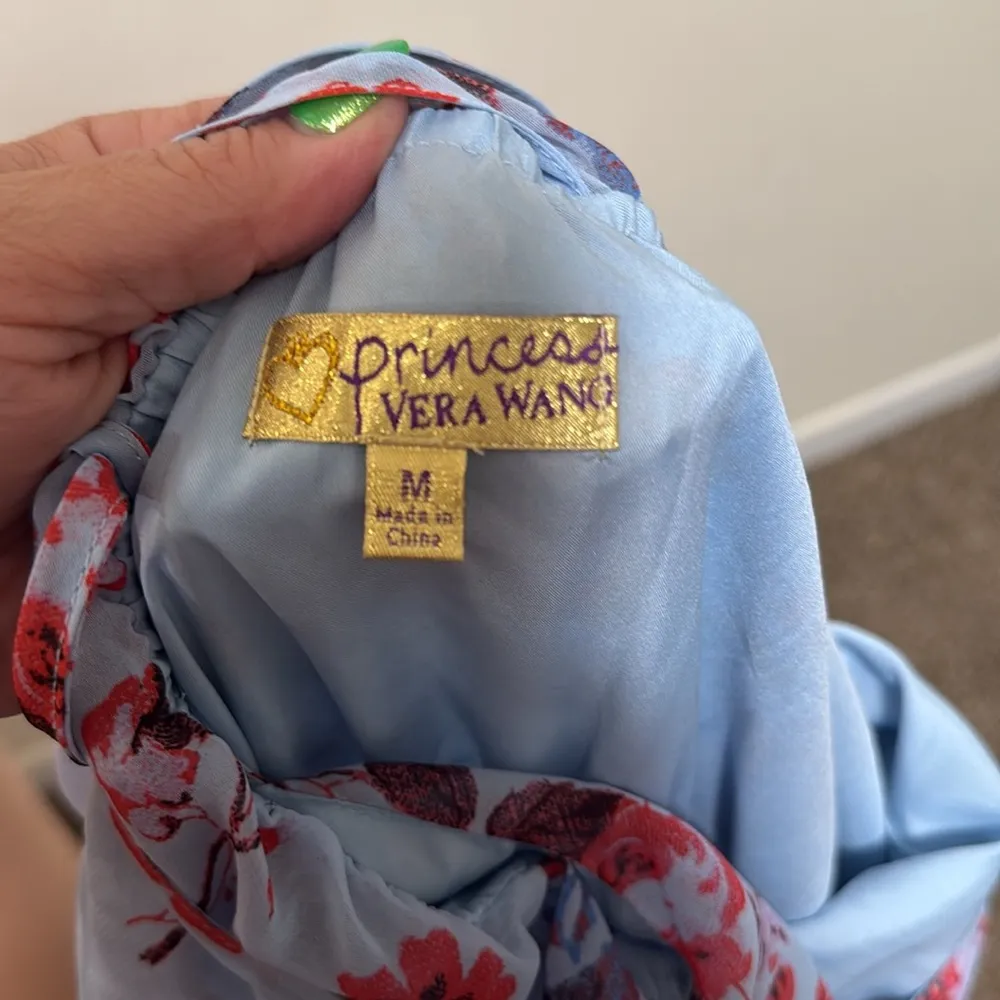 princess
VERA WANG
M
Made in
China